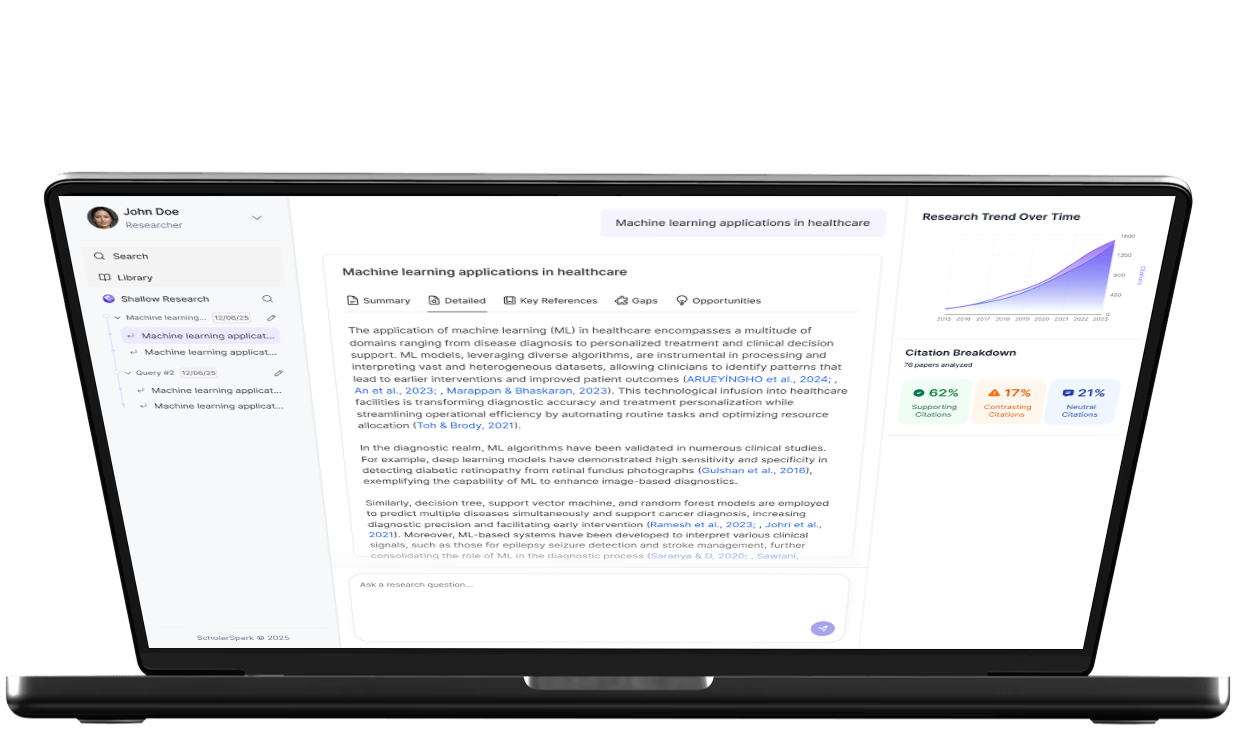 John Doe
Researcher
Search
Library
Shallow Research
Machine learning... 12/06/25
Machine learning applicat...
Machine learning applicat...
Query #2 12/06/25
Machine learning applicat...
Machine learning applicat...
ScholarSpark © 2025
Machine learning applications in healthcare
Machine learning applications in healthcare
Summary Detailed Key References Gaps Opportunities
The application of machine learning (ML) in healthcare encompasses a multitude of
domains ranging from disease diagnosis to personalized treatment and clinical decision
support. ML models, leveraging diverse algorithms, are instrumental in processing and
interpreting vast and heterogeneous datasets, allowing clinicians to identify patterns that
lead to earlier interventions and improved patient outcomes (ARUEYİNGHO et al., 2024; ,
An et al., 2023; , Marappan & Bhaskaran, 2023). This technological infusion into healthcare
facilities is transforming diagnostic accuracy and treatment personalization while
streamlining operational efficiency by automating routine tasks and optimizing resource
allocation (Toh & Brody, 2021).
In the diagnostic realm, ML algorithms have been validated in numerous clinical studies.
For example, deep learning models have demonstrated high sensitivity and specificity in
detecting diabetic retinopathy from retinal fundus photographs (Gulshan et al., 2016),
exemplifying the capability of ML to enhance image-based diagnostics.
Similarly, decision tree, support vector machine, and random forest models are employed
to predict multiple diseases simultaneously and support cancer diagnosis, increasing
diagnostic precision and facilitating early intervention (Ramesh et al., 2023; , Johri et al.,
2021). Moreover, ML-based systems have been developed to interpret various clinical
signals, such as those for epilepsy seizure detection and stroke management, further
consolidating the role of ML in the diagnostic process (Saranya & D, 2020; , Sawlani,
Ask a research question...
Research Trend Over Time
1800
1350
900
450
0
Citations
2015 2016 2017 2018 2019 2020 2021 2022 2023
Citation Breakdown
76 papers analyzed
62% 17% 21%
Supporting Contrasting Neutral
Citations Citations Citations